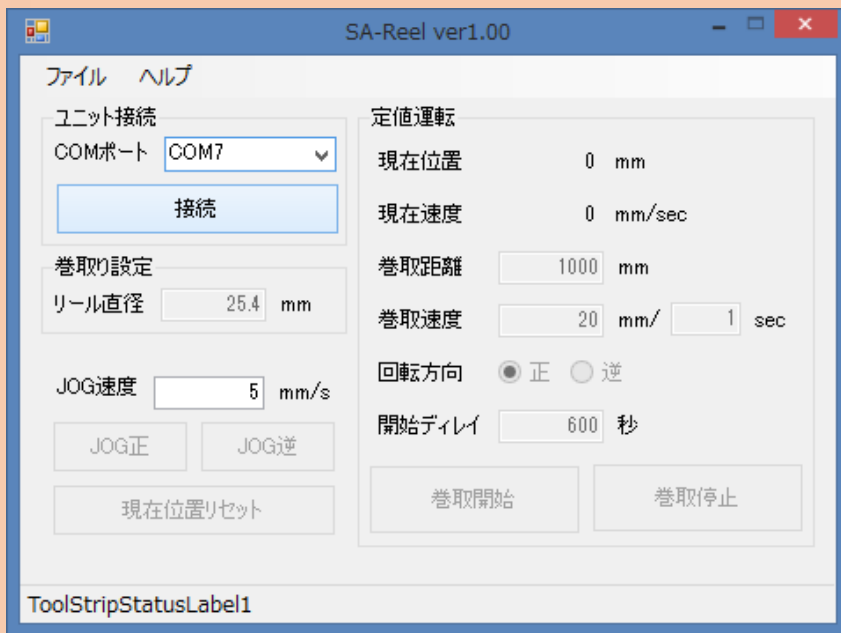 SA-Reel ver1.00
ファイル ヘルプ
ユニット接続
COMポート COM7
接続
巻取り設定
リール直径 25.4 mm
JOG速度 5 mm/s
JOG正 JOG逆
現在位置リセット
定値運転
現在位置 0 mm
現在速度 0 mm/sec
巻取距離 1000 mm
巻取速度 20 mm/ 1 sec
回転方向 正 逆
開始ディレイ 600 秒
巻取開始 巻取停止
ToolStripStatusLabel1